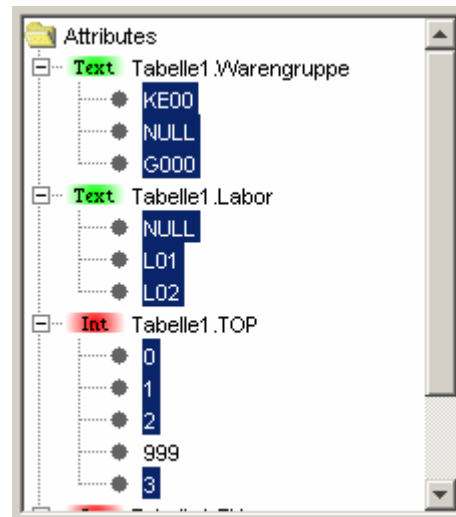 Attributes
Text Tabelle1.Warengruppe
KE00
NULL
G000
Text Tabelle1.Labor
NULL
L01
L02
Int Tabelle1.TOP
0
1
2
999
3